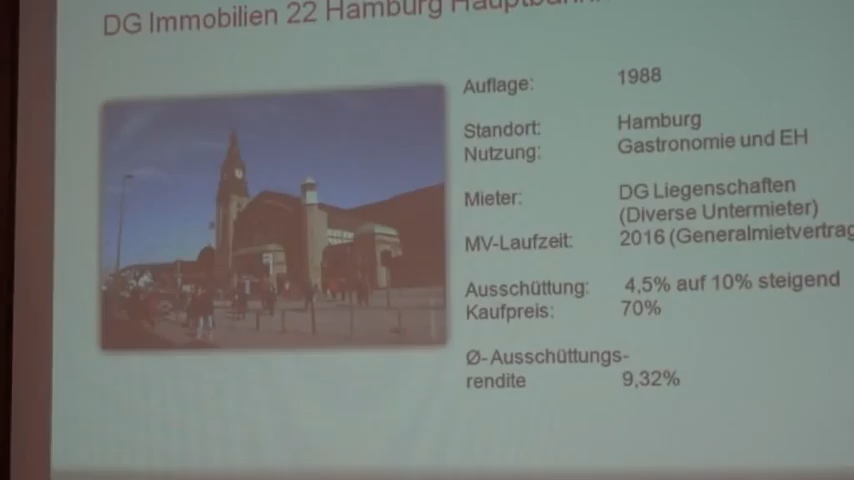 DG Immobilien 22 Hamburg
Auflage: 1988
Standort: Hamburg
Nutzung: Gastronomie und EH
Mieter: DG Liegenschaften
(Diverse Untermieter)
MV-Laufzeit: 2016 (Generalmietvertrag
Ausschüttung: 4,5% auf 10% steigend
Kaufpreis: 70%
Ø- Ausschüttungs-
rendite 9,32%